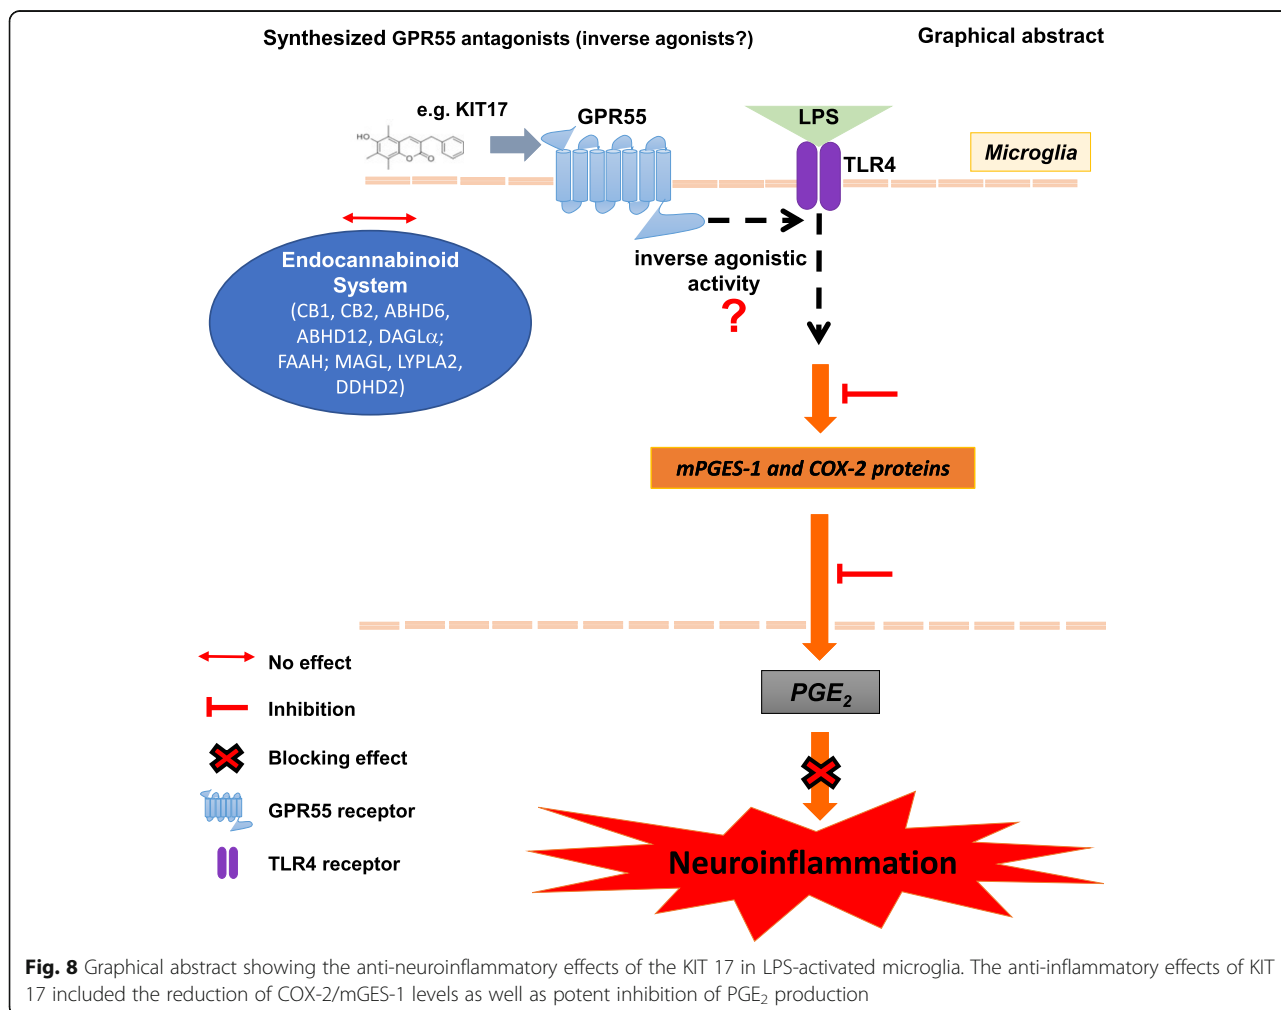 Synthesized GPR55 antagonists (inverse agonists?)
Graphical abstract
e.g. KIT17
GPR55
LPS
HO
O
O
TLR4
Microglia
Endocannabinoid
System
(CB1, CB2, ABHD6,
ABHD12, DAGLα;
FAAH; MAGL, LYPLA2,
DDHD2)
inverse agonistic
activity
?
mPGES-1 and COX-2 proteins
PGE2
No effect
Inhibition
Blocking effect
GPR55 receptor
TLR4 receptor
Neuroinflammation
Fig. 8 Graphical abstract showing the anti-neuroinflammatory effects of the KIT 17 in LPS-activated microglia. The anti-inflammatory effects of KIT
17 included the reduction of COX-2/mGES-1 levels as well as potent inhibition of PGE2 production